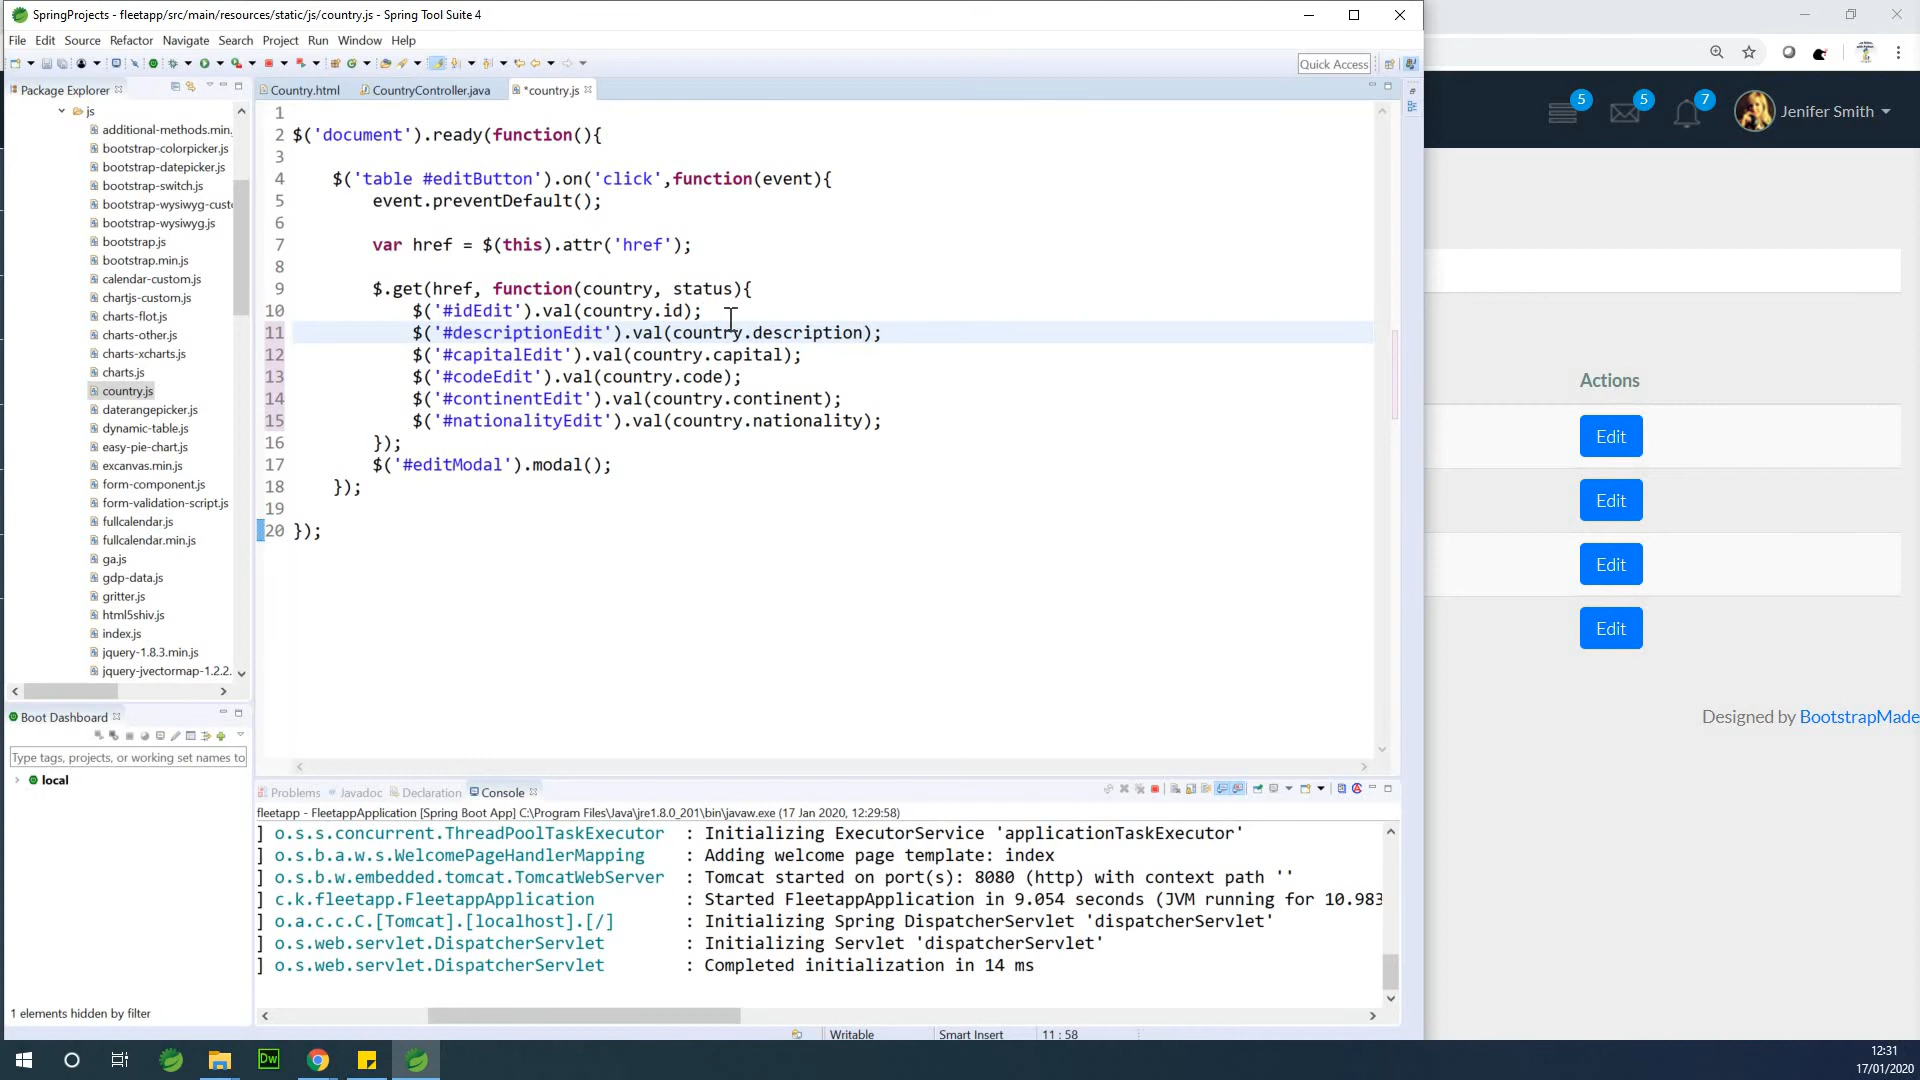 SpringProjects - fleetapp/src/main/resources/static/js/country.js - Spring Tool Suite 4
File Edit Source Refactor Navigate Search Project Run Window Help
Quick Access
Package Explorer
js
additional-methods.min.
bootstrap-colorpicker.js
bootstrap-datepicker.js
bootstrap-switch.js
bootstrap-wysiwyg-custo
bootstrap-wysiwyg.js
bootstrap.js
bootstrap.min.js
calendar-custom.js
chartjs-custom.js
charts-flot.js
charts-other.js
charts-xcharts.js
charts.js
country.js
daterangepicker.js
dynamic-table.js
easy-pie-chart.js
excanvas.min.js
form-component.js
form-validation-script.js
fullcalendar.js
fullcalendar.min.js
ga.js
gdp-data.js
gritter.js
html5shiv.js
index.js
jquery-1.8.3.min.js
jquery-jvectormap-1.2.2.
Boot Dashboard
Type tags, projects, or working set names to
local
1 elements hidden by filter
Country.html CountryController.java *country.js
1
2 $('document').ready(function(){
3
4 $('table #editButton').on('click',function(event){
5 event.preventDefault();
6
7 var href = $(this).attr('href');
8
9 $.get(href, function(country, status){
10 $('#idEdit').val(country.id);
11 $('#descriptionEdit').val(country.description);
12 $('#capitalEdit').val(country.capital);
13 $('#codeEdit').val(country.code);
14 $('#continentEdit').val(country.continent);
15 $('#nationalityEdit').val(country.nationality);
16 });
17 $('#editModal').modal();
18 });
19
20 });
Problems Javadoc Declaration Console
fleetapp - FleetappApplication [Spring Boot App] C:\Program Files\Java\jre1.8.0_201\bin\javaw.exe (17 Jan 2020, 12:29:58)
] o.s.s.concurrent.ThreadPoolTaskExecutor : Initializing ExecutorService 'applicationTaskExecutor'
] o.s.b.a.w.s.WelcomePageHandlerMapping : Adding welcome page template: index
] o.s.b.w.embedded.tomcat.TomcatWebServer : Tomcat started on port(s): 8080 (http) with context path ''
] c.k.fleetapp.FleetappApplication : Started FleetappApplication in 9.054 seconds (JVM running for 10.983
] o.a.c.c.C.[Tomcat].[localhost].[/] : Initializing Spring DispatcherServlet 'dispatcherServlet'
] o.s.web.servlet.DispatcherServlet : Initializing Servlet 'dispatcherServlet'
] o.s.web.servlet.DispatcherServlet : Completed initialization in 14 ms
Writable Smart Insert 11 : 58
5 5 7 Jenifer Smith
Actions
Edit
Edit
Edit
Edit
Designed by BootstrapMade
Dw
12:31
17/01/2020